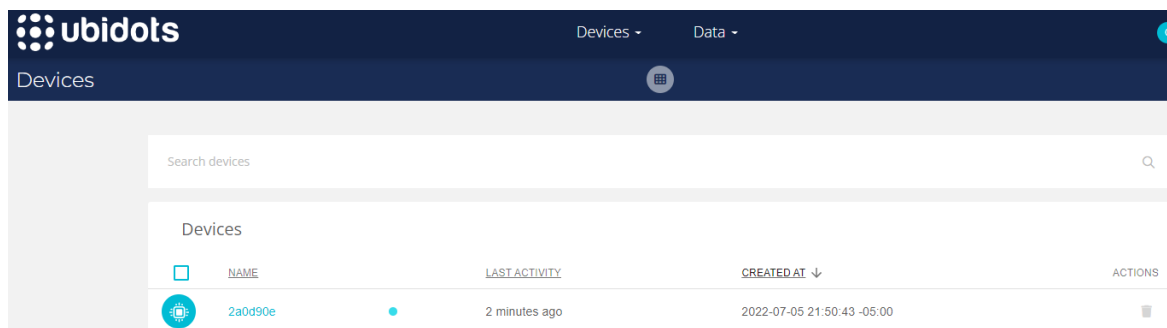 ubidots
Devices Data
Devices
Search devices
Devices
NAME LAST ACTIVITY CREATED AT ACTIONS
2a0d90e 2 minutes ago 2022-07-05 21:50:43 -05:00